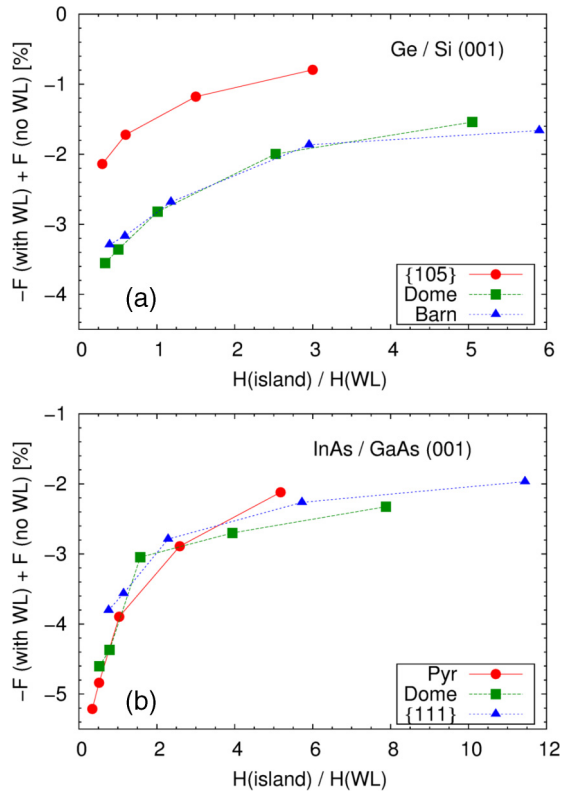 0
−1
−2
−3
−4
−F (with WL) + F (no WL) [%]
Ge / Si (001)
(a)
{105}
Dome
Barn
0 1 2 3 4 5 6
H(island) / H(WL)
−1
−2
−3
−4
−5
−F (with WL) + F (no WL) [%]
InAs / GaAs (001)
(b)
Pyr
Dome
{111}
0 2 4 6 8 10 12
H(island) / H(WL)